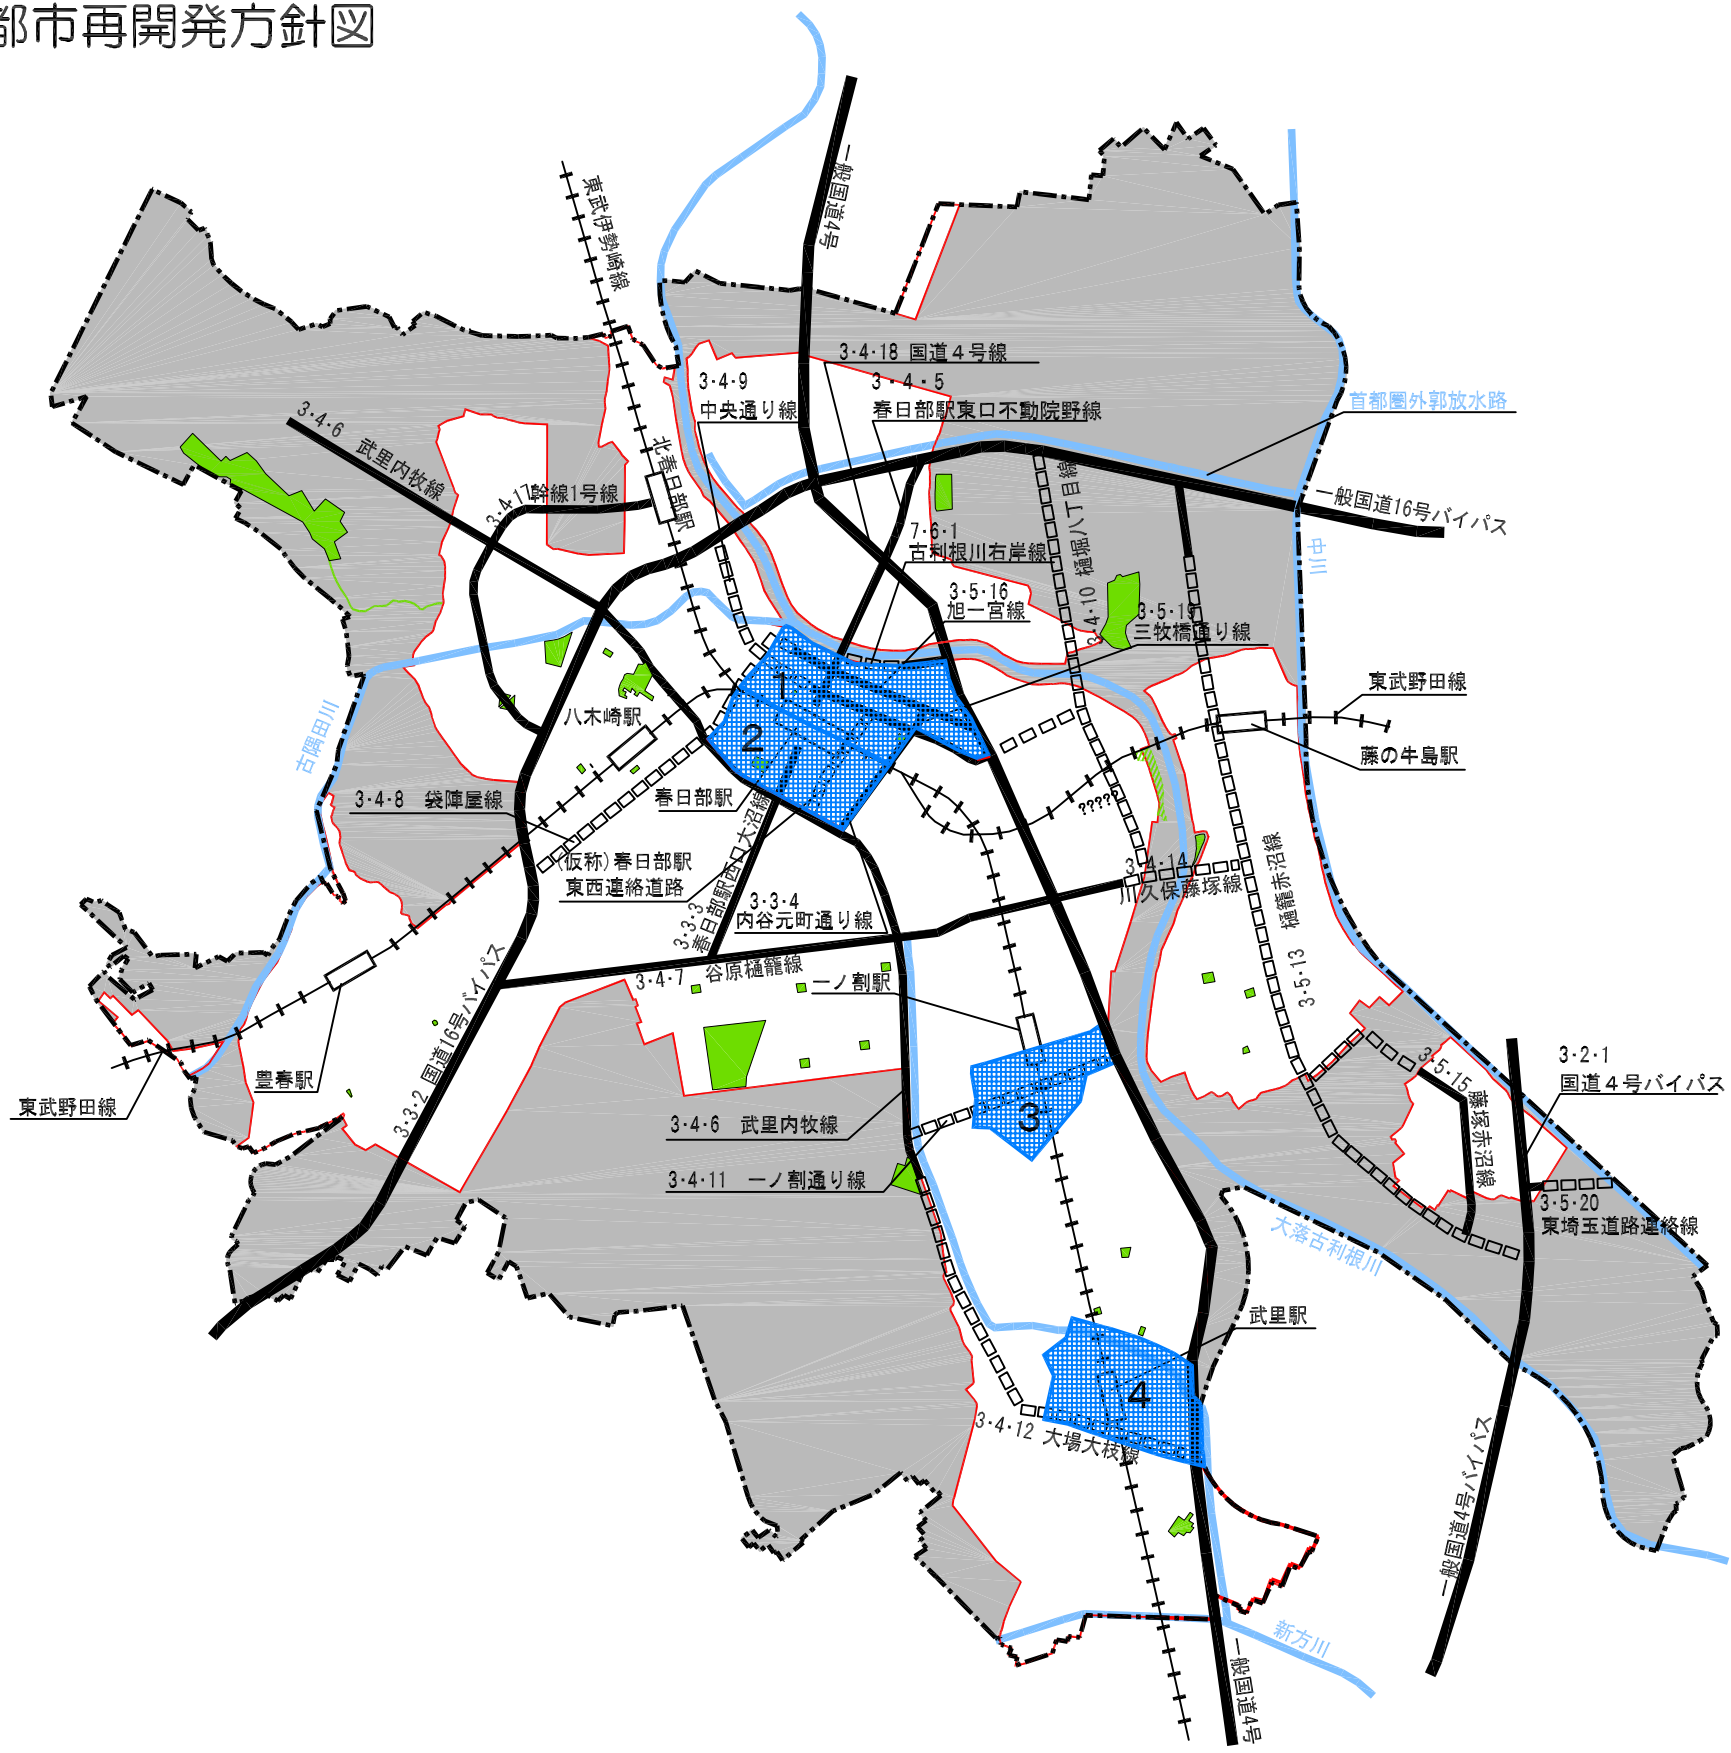 都市再開発方針図
一般国道4号
東武伊勢崎線
3・4・18 国道4号線
3・4・9
中央通り線
3・4・5
春日部駅東口不動院野線
首都圏外郭放水路
3・4・6 武里内牧線
3・4・17 幹線1号線
北春日部駅
一般国道16号バイパス
7・6・1
古利根川右岸線
3・5・16
旭一宮線
3・4・10 樋堀八丁目線
3・5・19
三枚橋通り線
中川
古隅田川
八木崎駅
1
2
東武野田線
藤の牛島駅
3・4・8 袋陣屋線
春日部駅
?????
(仮称)春日部駅
東西連絡道路
3・3・3
春日部駅西口大沼線
3・3・4
内谷元町通り線
3・4・14
川久保藤塚線
3・5・13 樋籠赤沼線
3・4・7 谷原樋籠線
一ノ割駅
豊春駅
東武野田線
3・3・2 国道16号バイパス
3・4・6 武里内牧線
3・4・11 一ノ割通り線
3
3・5・15 藤塚赤沼線
3・2・1
国道4号バイパス
3・5・20
東埼玉道路連絡線
大落古利根川
武里駅
4
3・4・12 大場大枝線
一般国道4号バイパス
新方川
一般国道4号